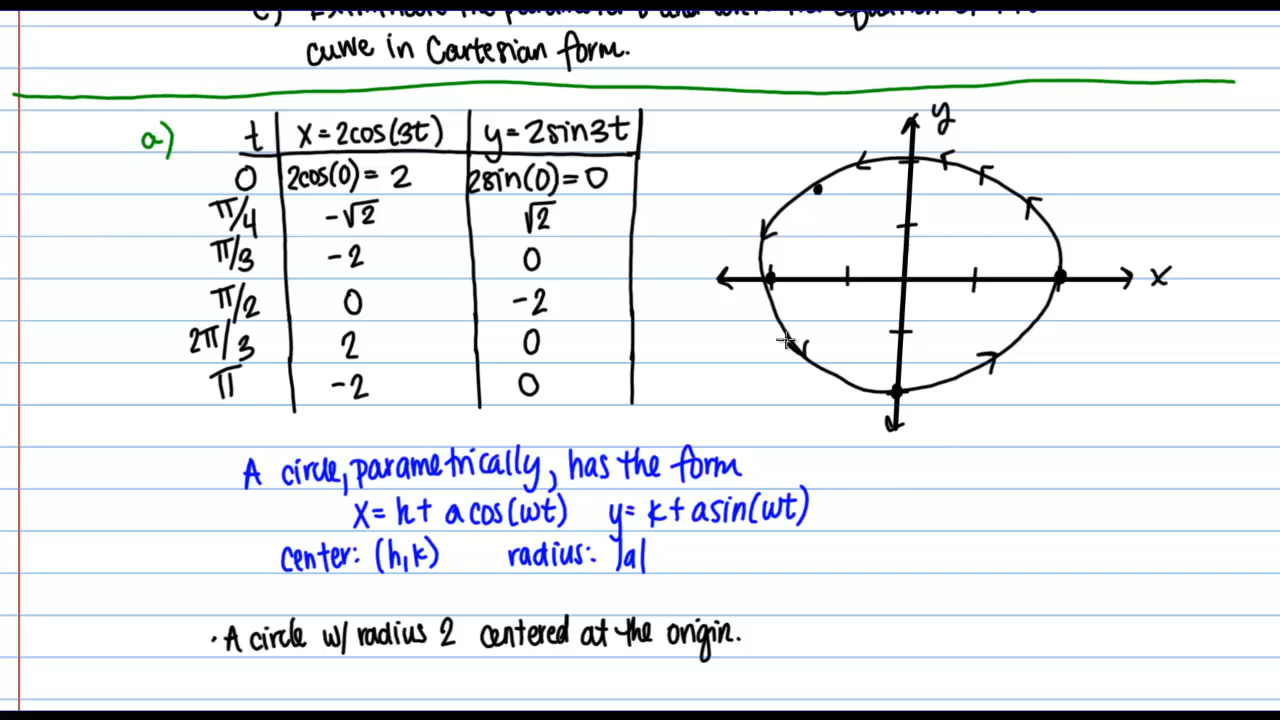 curve in Cartesian form.
a)
t x = 2cos(3t) y = 2sin3t
0 2cos(0) = 2 2sin(0) = 0
π/4 -√2 √2
π/3 -2 0
π/2 0 -2
2π/3 2 0
π -2 0
y
x
A circle, parametrically, has the form
x = h + a cos(wt) y = k + a sin(wt)
center: (h,k) radius: |a|
· A circle w/ radius 2 centered at the origin.